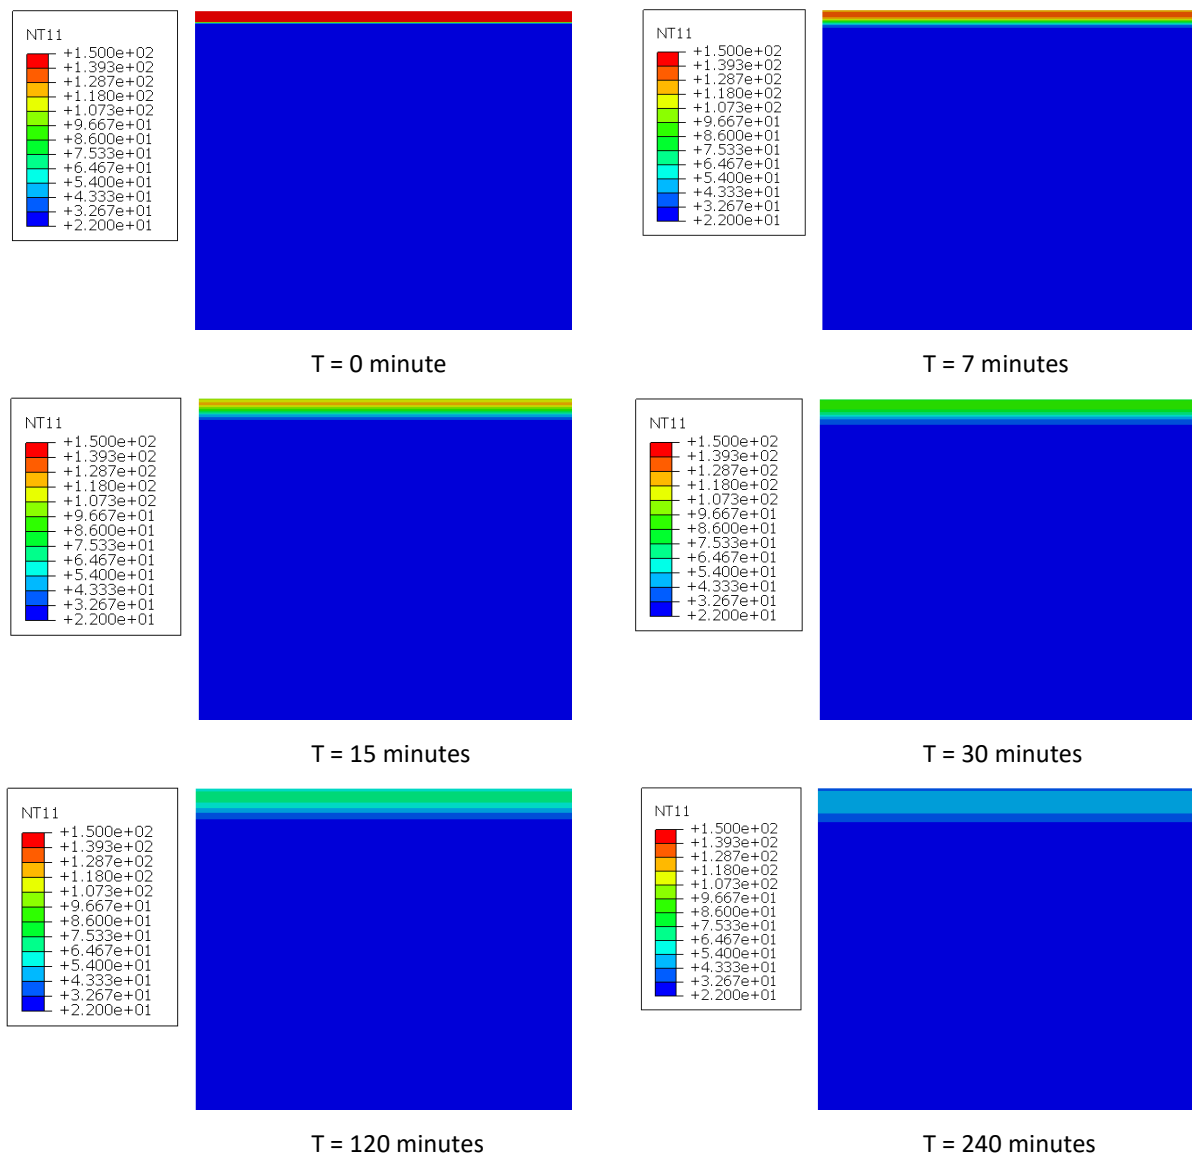 NT11
+1.500e+02
+1.393e+02
+1.287e+02
+1.180e+02
+1.073e+02
+9.667e+01
+8.600e+01
+7.533e+01
+6.467e+01
+5.400e+01
+4.333e+01
+3.267e+01
+2.200e+01
T = 0 minute
NT11
+1.500e+02
+1.393e+02
+1.287e+02
+1.180e+02
+1.073e+02
+9.667e+01
+8.600e+01
+7.533e+01
+6.467e+01
+5.400e+01
+4.333e+01
+3.267e+01
+2.200e+01
T = 7 minutes
NT11
+1.500e+02
+1.393e+02
+1.287e+02
+1.180e+02
+1.073e+02
+9.667e+01
+8.600e+01
+7.533e+01
+6.467e+01
+5.400e+01
+4.333e+01
+3.267e+01
+2.200e+01
T = 15 minutes
NT11
+1.500e+02
+1.393e+02
+1.287e+02
+1.180e+02
+1.073e+02
+9.667e+01
+8.600e+01
+7.533e+01
+6.467e+01
+5.400e+01
+4.333e+01
+3.267e+01
+2.200e+01
T = 30 minutes
NT11
+1.500e+02
+1.393e+02
+1.287e+02
+1.180e+02
+1.073e+02
+9.667e+01
+8.600e+01
+7.533e+01
+6.467e+01
+5.400e+01
+4.333e+01
+3.267e+01
+2.200e+01
T = 120 minutes
NT11
+1.500e+02
+1.393e+02
+1.287e+02
+1.180e+02
+1.073e+02
+9.667e+01
+8.600e+01
+7.533e+01
+6.467e+01
+5.400e+01
+4.333e+01
+3.267e+01
+2.200e+01
T = 240 minutes